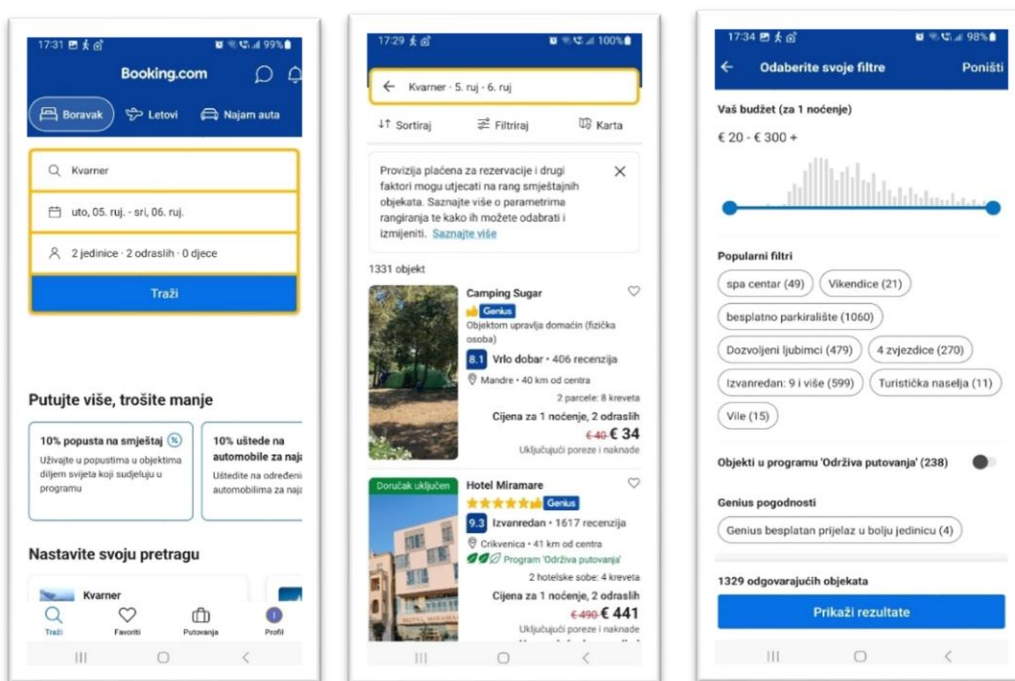 17:31 99%
Booking.com
Boravak Letovi Najam auta
Kvarner
uto, 05. ruj. - sri, 06. ruj.
2 jedinice · 2 odraslih · 0 djece
Traži
Putujte više, trošite manje
10% popusta na smještaj
Uživajte u popustima u objektima
diljem svijeta koji sudjeluju u
programu
10% uštede na
automobile za naja
Uštedite na određeni
automobilima za naja
Nastavite svoju pretragu
Kvarner
Traži Favoriti Putovanja Profil
17:29 100%
Kvarner · 5. ruj - 6. ruj
Sortiraj Filtriraj Karta
Provizija plaćena za rezervacije i drugi
faktori mogu utjecati na rang smještajnih
objekata. Saznajte više o parametrima
rangiranja te kako ih možete odabrati i
izmijeniti. Saznajte više
1331 objekt
Camping Sugar
Genius
Objektom upravlja domaćin (fizička
osoba)
8.1 Vrlo dobar • 406 recenzija
Mandre • 40 km od centra
2 parcele: 8 kreveta
Cijena za 1 noćenje, 2 odraslih
€ 40 € 34
Uključujući poreze i naknade
Doručak uključen
Hotel Miramare
Genius
9.3 Izvanredan • 1617 recenzija
Crikvenica • 41 km od centra
Program 'Održiva putovanja'
2 hotelske sobe: 4 kreveta
Cijena za 1 noćenje, 2 odraslih
€ 490 € 441
Uključujući poreze i naknade
17:34 98%
Odaberite svoje filtre Poništi
Vaš budžet (za 1 noćenje)
€ 20 - € 300 +
Popularni filtri
spa centar (49) Vikendice (21)
besplatno parkiralište (1060)
Dozvoljeni ljubimci (479) 4 zvjezdice (270)
Izvanredan: 9 i više (599) Turistička naselja (11)
Vile (15)
Objekti u programu 'Održiva putovanja' (238)
Genius pogodnosti
Genius besplatan prijelaz u bolju jedinicu (4)
1329 odgovarajućih objekata
Prikaži rezultate